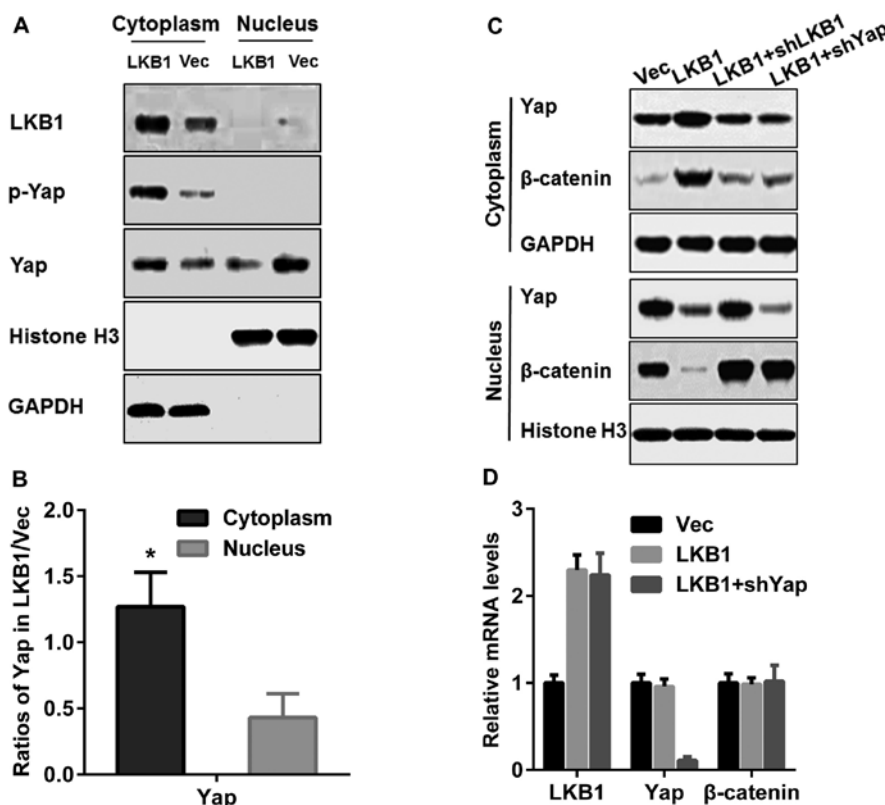 A
Cytoplasm Nucleus
LKB1 Vec LKB1 Vec
LKB1
p-Yap
Yap
Histone H3
GAPDH
B
Ratios of Yap in LKB1/Vec
2.0
1.5
1.0
0.5
0.0
*
Cytoplasm
Nucleus
Yap
C
Vec LKB1 LKB1+shLKB1 LKB1+shYap
Cytoplasm
Yap
β-catenin
GAPDH
Nucleus
Yap
β-catenin
Histone H3
D
Relative mRNA levels
3
2
1
0
Vec
LKB1
LKB1+shYap
LKB1 Yap β-catenin